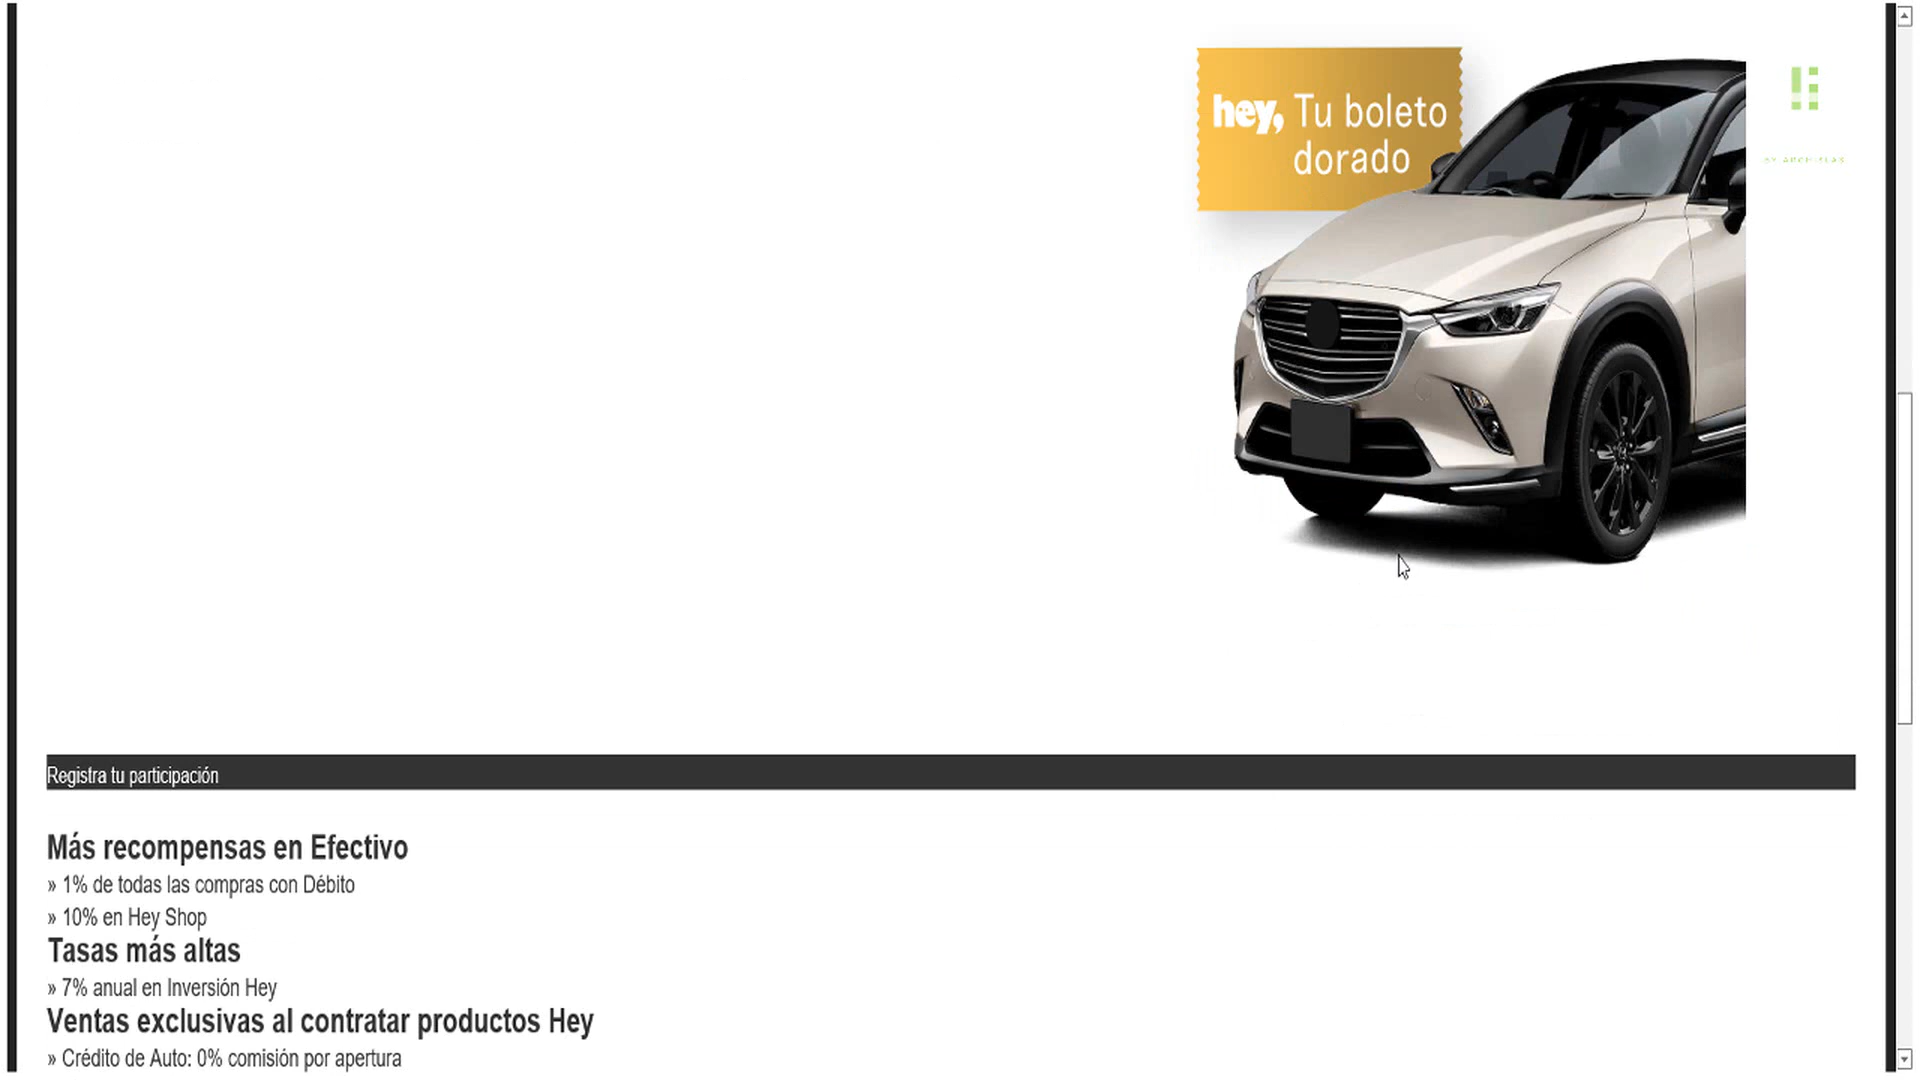 hey, Tu boleto
dorado
BY ARCHIPLAN
Registra tu participación
Más recompensas en Efectivo
» 1% de todas las compras con Débito
» 10% en Hey Shop
Tasas más altas
» 7% anual en Inversión Hey
Ventas exclusivas al contratar productos Hey
» Crédito de Auto: 0% comisión por apertura